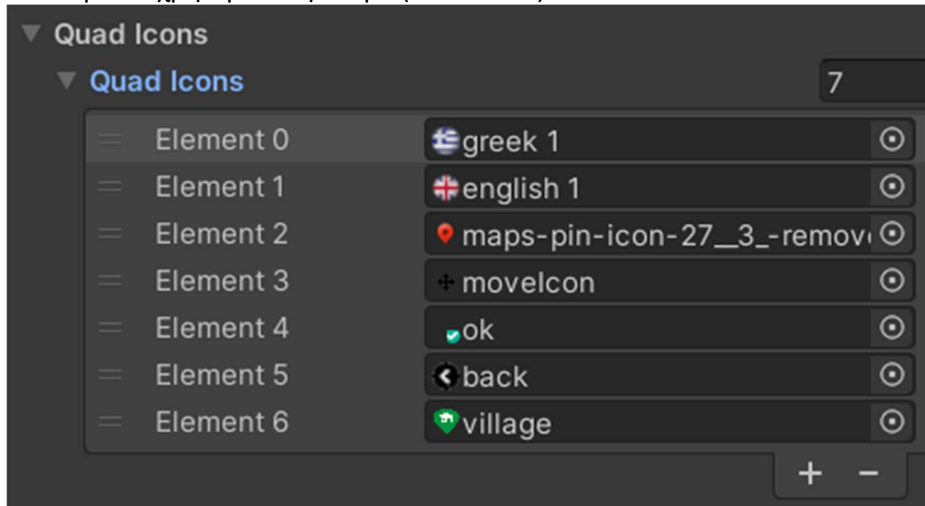 Quad Icons
Quad Icons 7
Element 0 greek 1
Element 1 english 1
Element 2 maps-pin-icon-27__3_-remov
Element 3 moveIcon
Element 4 ok
Element 5 back
Element 6 village
+ -